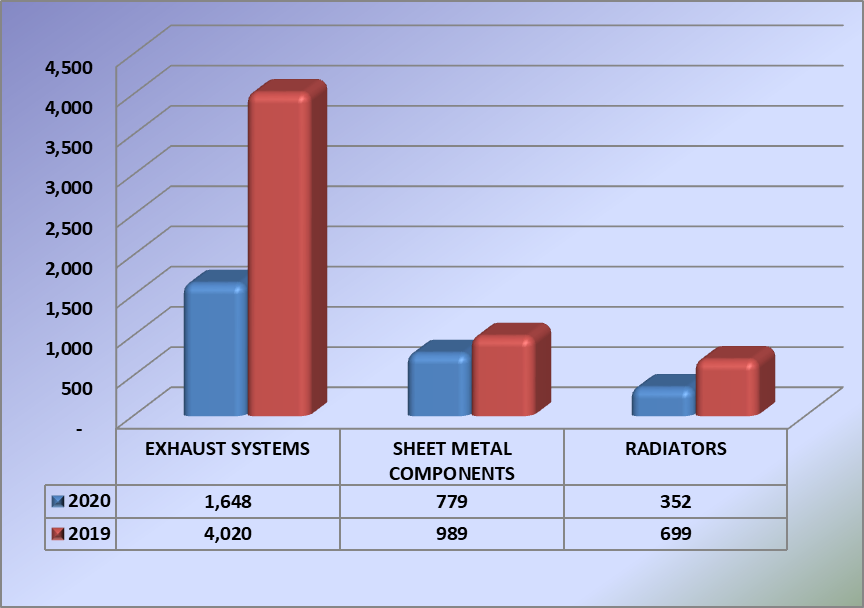 4,500
4,000
3,500
3,000
2,500
2,000
1,500
1,000
500
-
EXHAUST SYSTEMS
SHEET METAL
COMPONENTS
RADIATORS
2020 1,648 779 352
2019 4,020 989 699